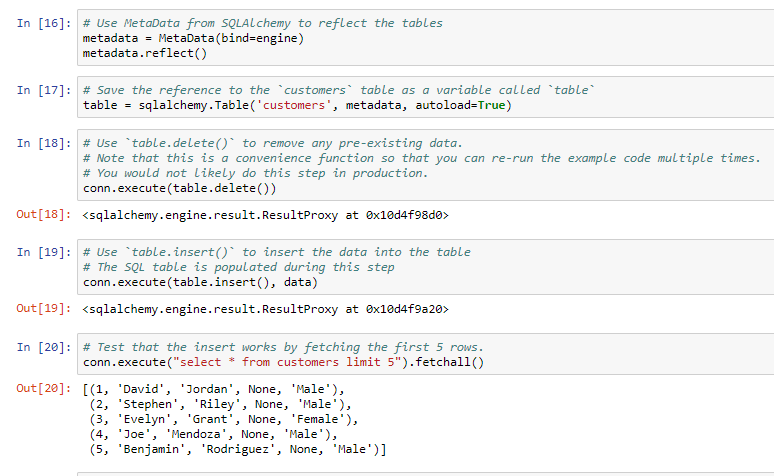 In [16]: # Use MetaData from SQLAlchemy to reflect the tables
metadata = MetaData(bind=engine)
metadata.reflect()
In [17]: # Save the reference to the `customers` table as a variable called `table`
table = sqlalchemy.Table('customers', metadata, autoload=True)
In [18]: # Use `table.delete()` to remove any pre-existing data.
# Note that this is a convenience function so that you can re-run the example code multiple times.
# You would not likely do this step in production.
conn.execute(table.delete())
Out[18]: <sqlalchemy.engine.result.ResultProxy at 0x10d4f98d0>
In [19]: # Use `table.insert()` to insert the data into the table
# The SQL table is populated during this step
conn.execute(table.insert(), data)
Out[19]: <sqlalchemy.engine.result.ResultProxy at 0x10d4f9a20>
In [20]: # Test that the insert works by fetching the first 5 rows.
conn.execute("select * from customers limit 5").fetchall()
Out[20]: [(1, 'David', 'Jordan', None, 'Male'),
(2, 'Stephen', 'Riley', None, 'Male'),
(3, 'Evelyn', 'Grant', None, 'Female'),
(4, 'Joe', 'Mendoza', None, 'Male'),
(5, 'Benjamin', 'Rodriguez', None, 'Male')]